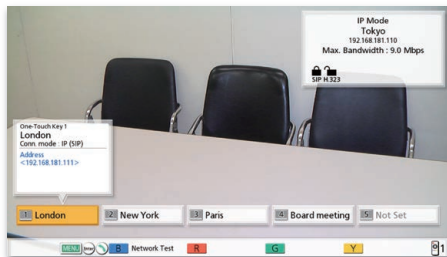 IP Mode
Tokyo
192.168.181.110
Max. Bandwidth : 9.0 Mbps
SIP H.323
One-Touch Key 1
London
Conn. mode : IP (SIP)
Address
<192.168.181.111>
1 London
2 New York
3 Paris
4 Board meeting
5 Not Set
MENU Enter B Network Test R G Y 91